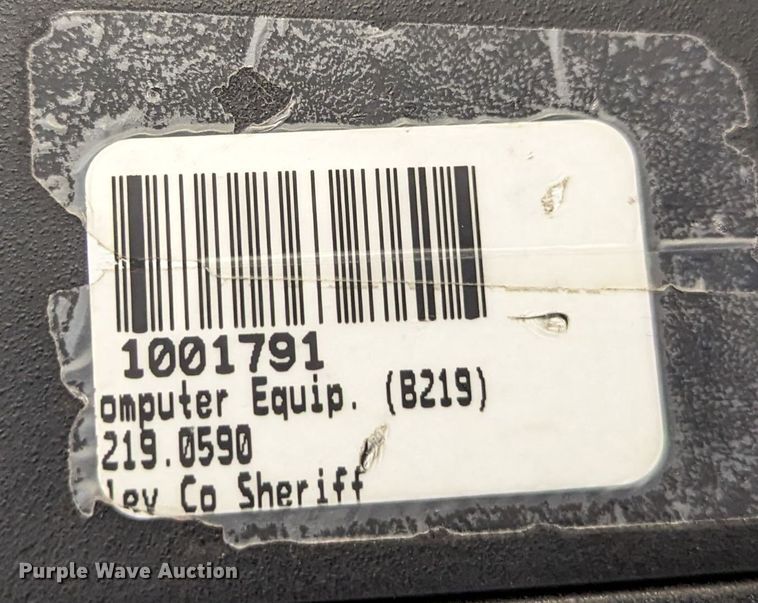 1001791
omputer Equip. (B219)
219.0590
ley Co Sheriff
Purple Wave Auction